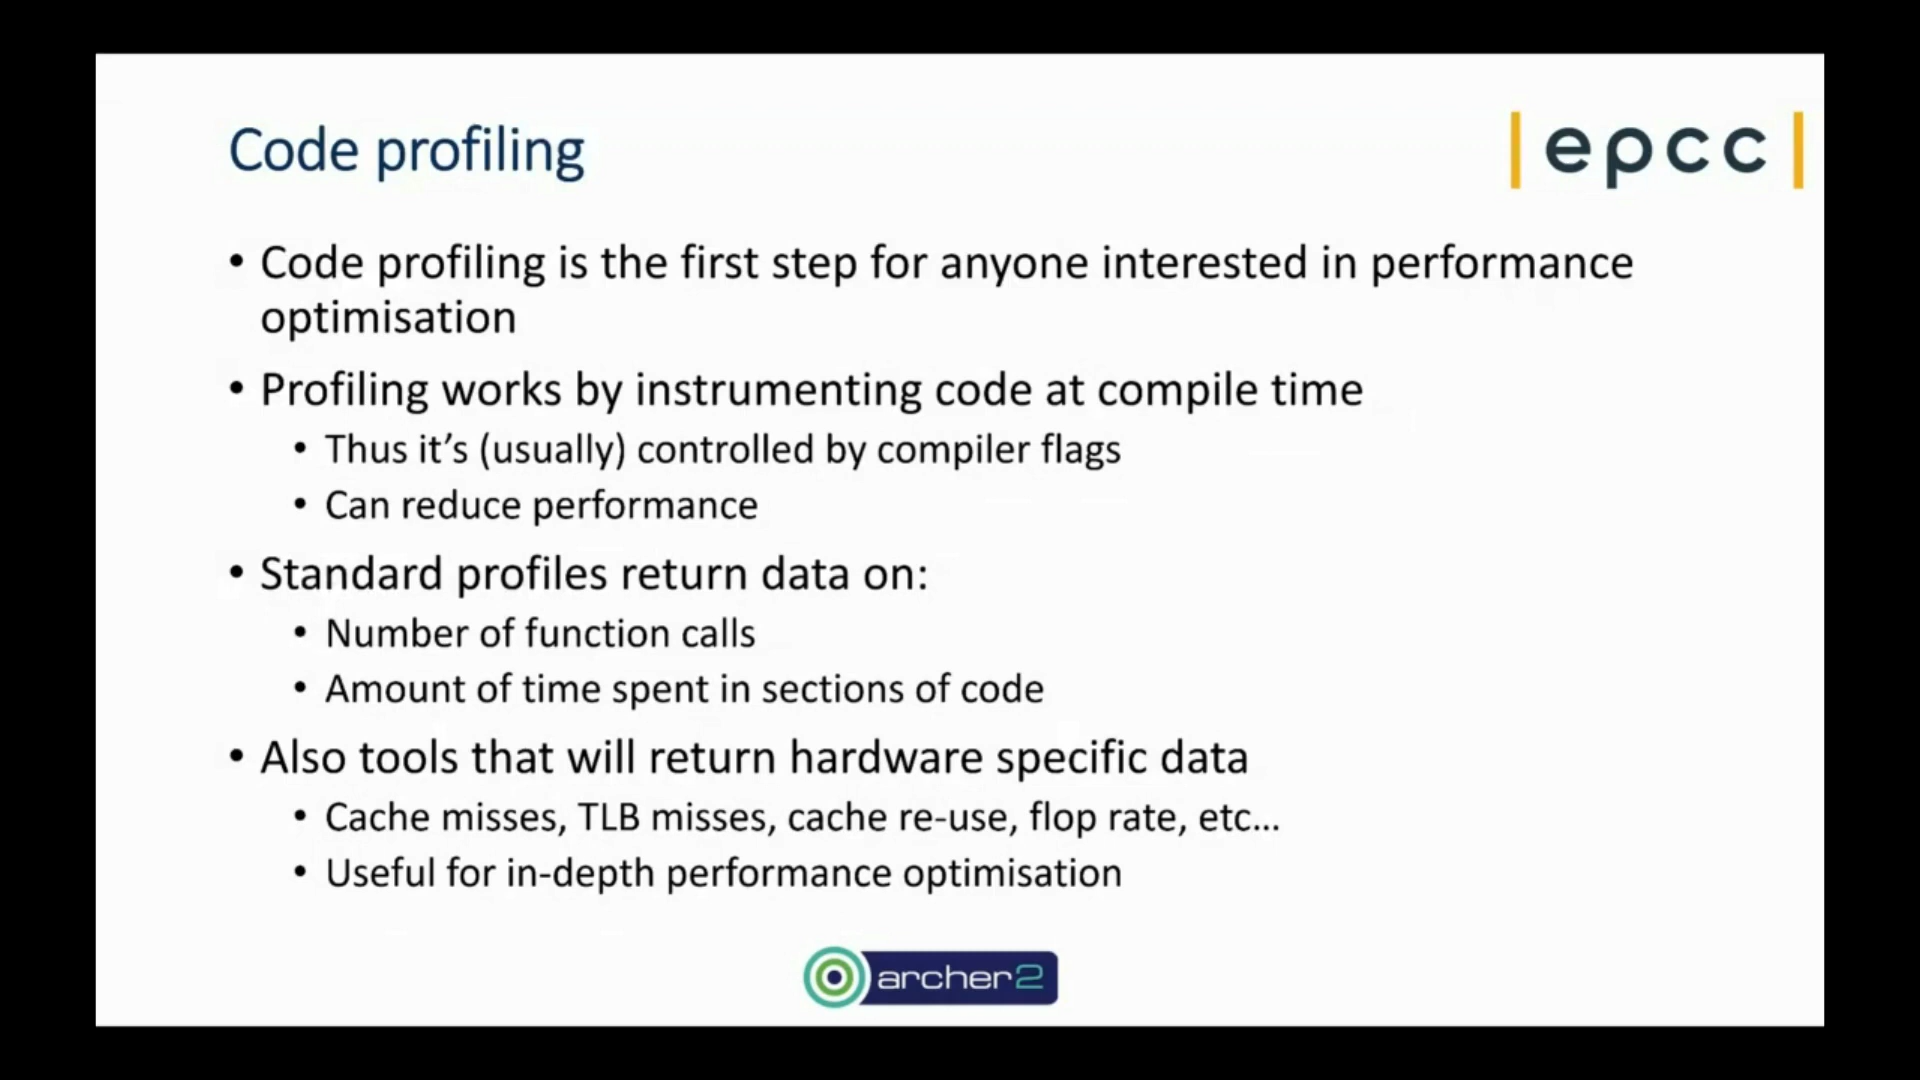 Code profiling
|epcc|
• Code profiling is the first step for anyone interested in performance
optimisation
• Profiling works by instrumenting code at compile time
• Thus it’s (usually) controlled by compiler flags
• Can reduce performance
• Standard profiles return data on:
• Number of function calls
• Amount of time spent in sections of code
• Also tools that will return hardware specific data
• Cache misses, TLB misses, cache re-use, flop rate, etc…
• Useful for in-depth performance optimisation
archer2